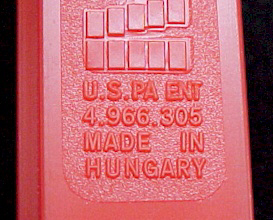 U.S.PA ENT
4.966.305
MADE IN
HUNGARY